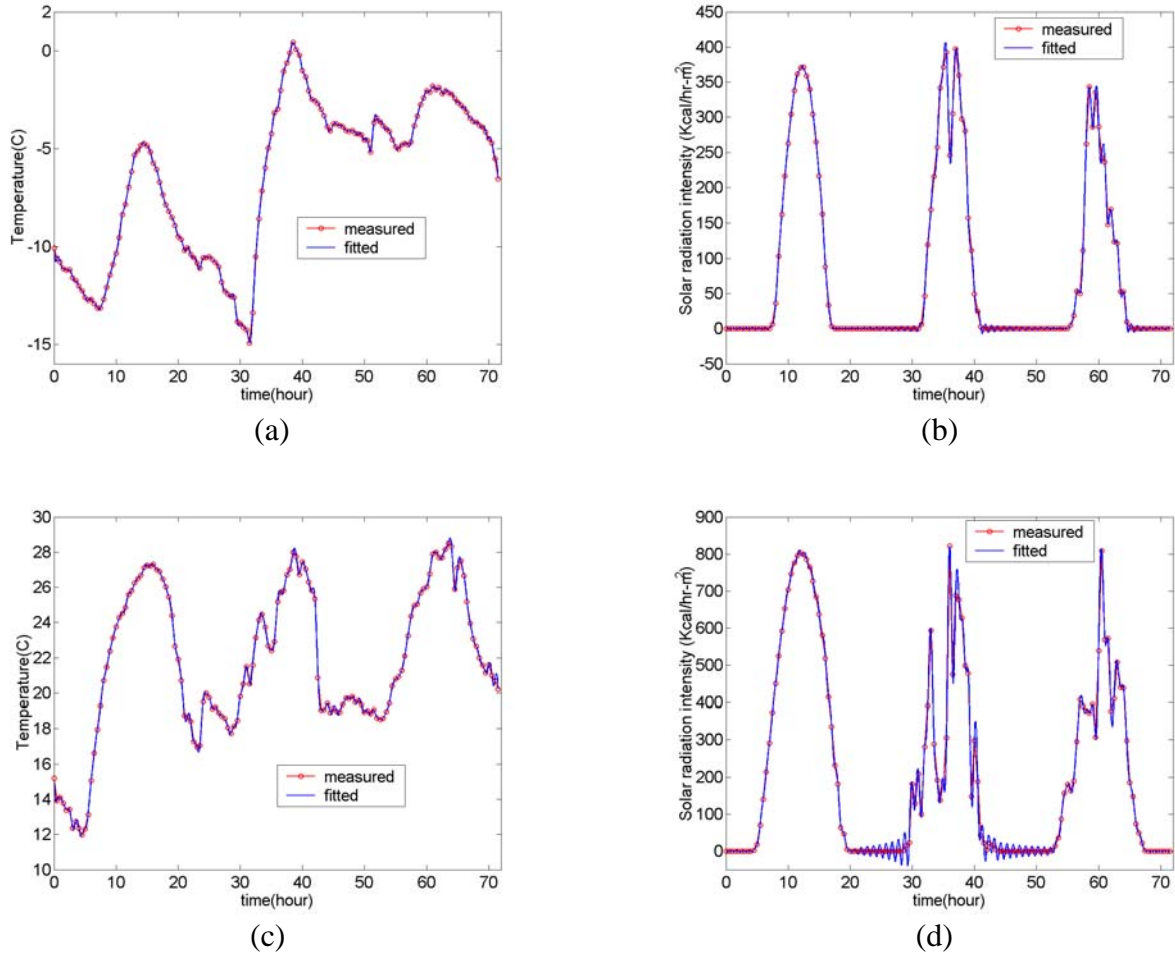 2
0
-5
-10
-15
Temperature(C)
measured
fitted
0 10 20 30 40 50 60 70
time(hour)
(a)
450
400
350
300
250
200
150
100
50
0
-50
Solar radiation intensity (Kcal/hr-m²)
measured
fitted
0 10 20 30 40 50 60 70
time(hour)
(b)
30
28
26
24
22
20
18
16
14
12
10
Temperature(C)
measured
fitted
0 10 20 30 40 50 60 70
time(hour)
(c)
900
800
700
600
500
400
300
200
100
0
Solar radiation intensity (Kcal/hr-m²)
measured
fitted
0 10 20 30 40 50 60 70
time(hour)
(d)